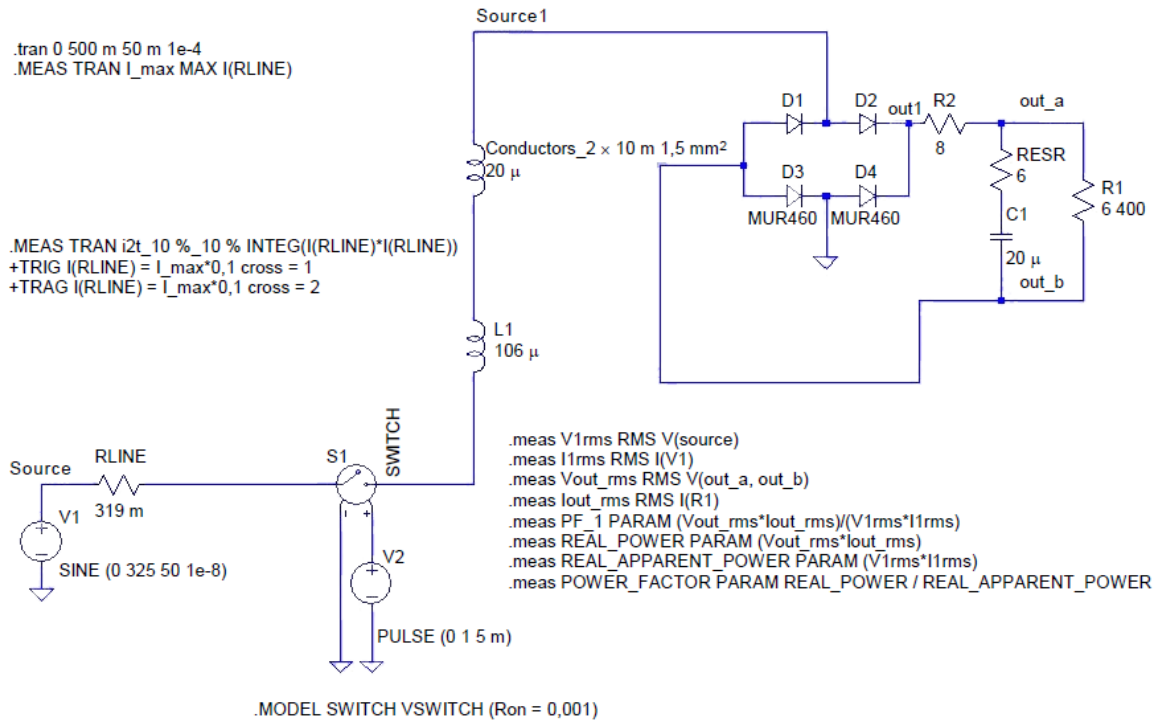 Source1
.tran 0 500 m 50 m 1e-4
.MEAS TRAN I_max MAX I(RLINE)
D1
D2
out1
R2
8
out_a
Conductors_2 × 10 m 1,5 mm²
20 µ
D3
D4
MUR460
MUR460
RESR
6
R1
6 400
C1
20 µ
out_b
.MEAS TRAN i2t_10 %_10 % INTEG(I(RLINE)*I(RLINE))
+TRIG I(RLINE) = I_max*0,1 cross = 1
+TRAG I(RLINE) = I_max*0,1 cross = 2
L1
106 µ
SWITCH
Source
RLINE
319 m
S1
V1
SINE (0 325 50 1e-8)
V2
PULSE (0 1 5 m)
.meas V1rms RMS V(source)
.meas I1rms RMS I(V1)
.meas Vout_rms RMS V(out_a, out_b)
.meas Iout_rms RMS I(R1)
.meas PF_1 PARAM (Vout_rms*Iout_rms)/(V1rms*I1rms)
.meas REAL_POWER PARAM (Vout_rms*Iout_rms)
.meas REAL_APPARENT_POWER PARAM (V1rms*I1rms)
.meas POWER_FACTOR PARAM REAL_POWER / REAL_APPARENT_POWER
.MODEL SWITCH VSWITCH (Ron = 0,001)